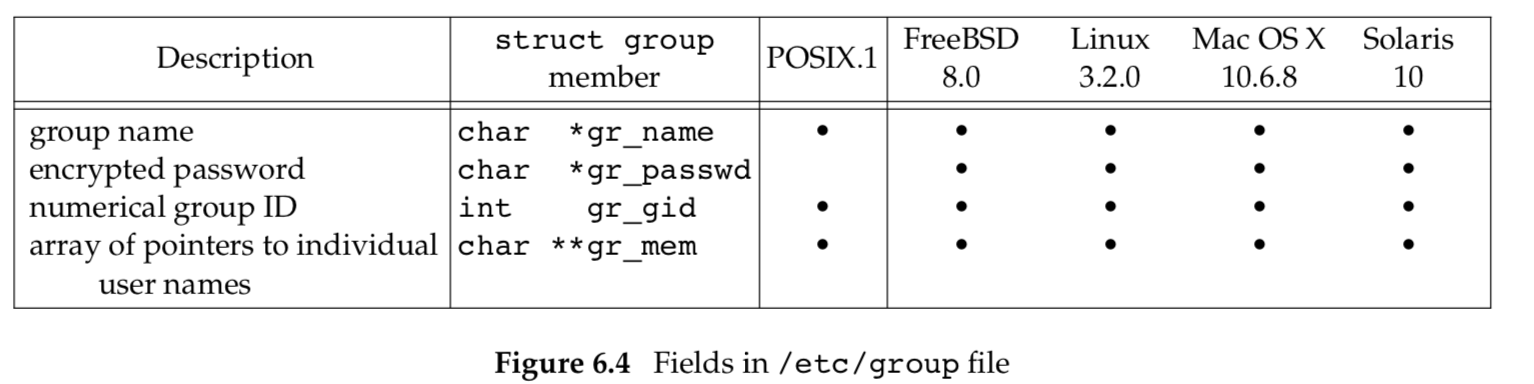 Description struct group member POSIX.1 FreeBSD 8.0 Linux 3.2.0 Mac OS X 10.6.8 Solaris 10
group name char *gr_name • • • • •
encrypted password char *gr_passwd • • • •
numerical group ID int gr_gid • • • • •
array of pointers to individual char **gr_mem • • • • •
user names
Figure 6.4 Fields in /etc/group file